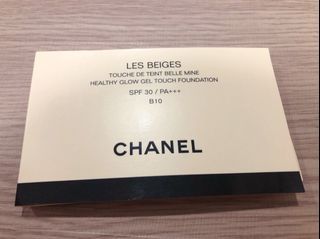 LES BEIGES
TOUCHE DE TEINT BELLE MINE
HEALTHY GLOW GEL TOUCH FOUNDATION
SPF 30 / PA+++
B10
CHANEL